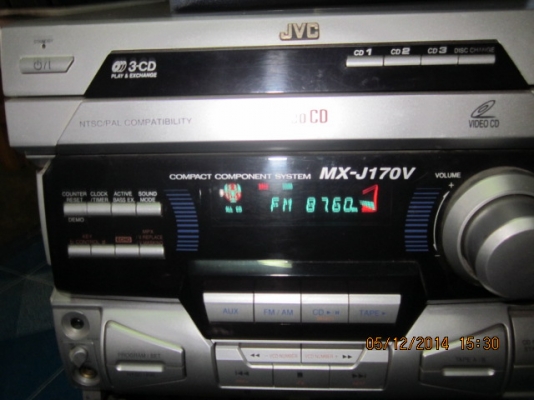 JVC
3-CD
PLAY & EXCHANGE
CD 1 CD 2 CD 3 DISC CHANGE
NTSC/PAL COMPATIBILITY
CD
VIDEO CD
COMPACT COMPONENT SYSTEM MX-J170V
VOLUME
COUNTER RESET CLOCK /TIMER ACTIVE BASS EX. SOUND MODE
DEMO
FM 87.60
AUX FM / AM CD TAPE
05/12/2014 15:30